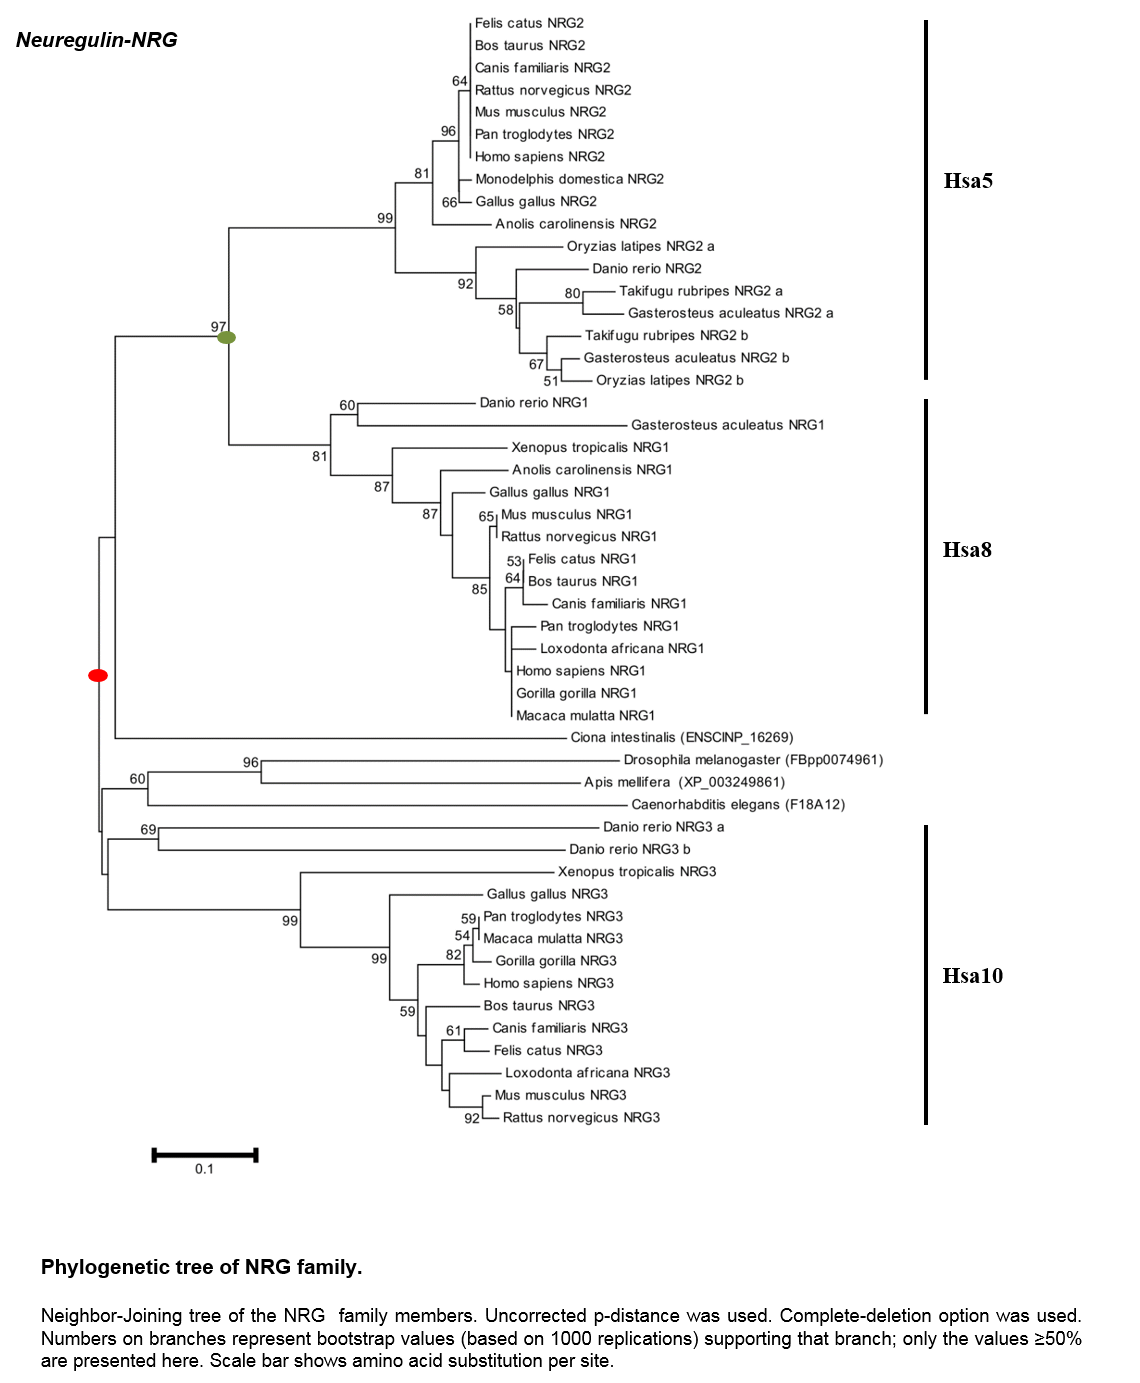 Neuregulin-NRG
Felis catus NRG2
Bos taurus NRG2
Canis familiaris NRG2
64
Rattus norvegicus NRG2
Mus musculus NRG2
96
Pan troglodytes NRG2
Homo sapiens NRG2
81
Monodelphis domestica NRG2
Hsa5
66
Gallus gallus NRG2
99
Anolis carolinensis NRG2
Oryzias latipes NRG2 a
92
Danio rerio NRG2
80
Takifugu rubripes NRG2 a
58
Gasterosteus aculeatus NRG2 a
97
Takifugu rubripes NRG2 b
67
Gasterosteus aculeatus NRG2 b
51
Oryzias latipes NRG2 b
60
Danio rerio NRG1
Gasterosteus aculeatus NRG1
81
Xenopus tropicalis NRG1
87
Anolis carolinensis NRG1
Gallus gallus NRG1
87
65
Mus musculus NRG1
Rattus norvegicus NRG1
Hsa8
53
Felis catus NRG1
64
Bos taurus NRG1
85
Canis familiaris NRG1
Pan troglodytes NRG1
Loxodonta africana NRG1
Homo sapiens NRG1
Gorilla gorilla NRG1
Macaca mulatta NRG1
Ciona intestinalis (ENSCINP_16269)
96
Drosophila melanogaster (FBpp0074961)
60
Apis mellifera (XP_003249861)
Caenorhabditis elegans (F18A12)
69
Danio rerio NRG3 a
Danio rerio NRG3 b
Xenopus tropicalis NRG3
Gallus gallus NRG3
99
59
Pan troglodytes NRG3
54
Macaca mulatta NRG3
99
82
Gorilla gorilla NRG3
Hsa10
Homo sapiens NRG3
59
Bos taurus NRG3
61
Canis familiaris NRG3
Felis catus NRG3
Loxodonta africana NRG3
Mus musculus NRG3
92
Rattus norvegicus NRG3
0.1
Phylogenetic tree of NRG family.
Neighbor-Joining tree of the NRG family members. Uncorrected p-distance was used. Complete-deletion option was used.
Numbers on branches represent bootstrap values (based on 1000 replications) supporting that branch; only the values ≥50%
are presented here. Scale bar shows amino acid substitution per site.